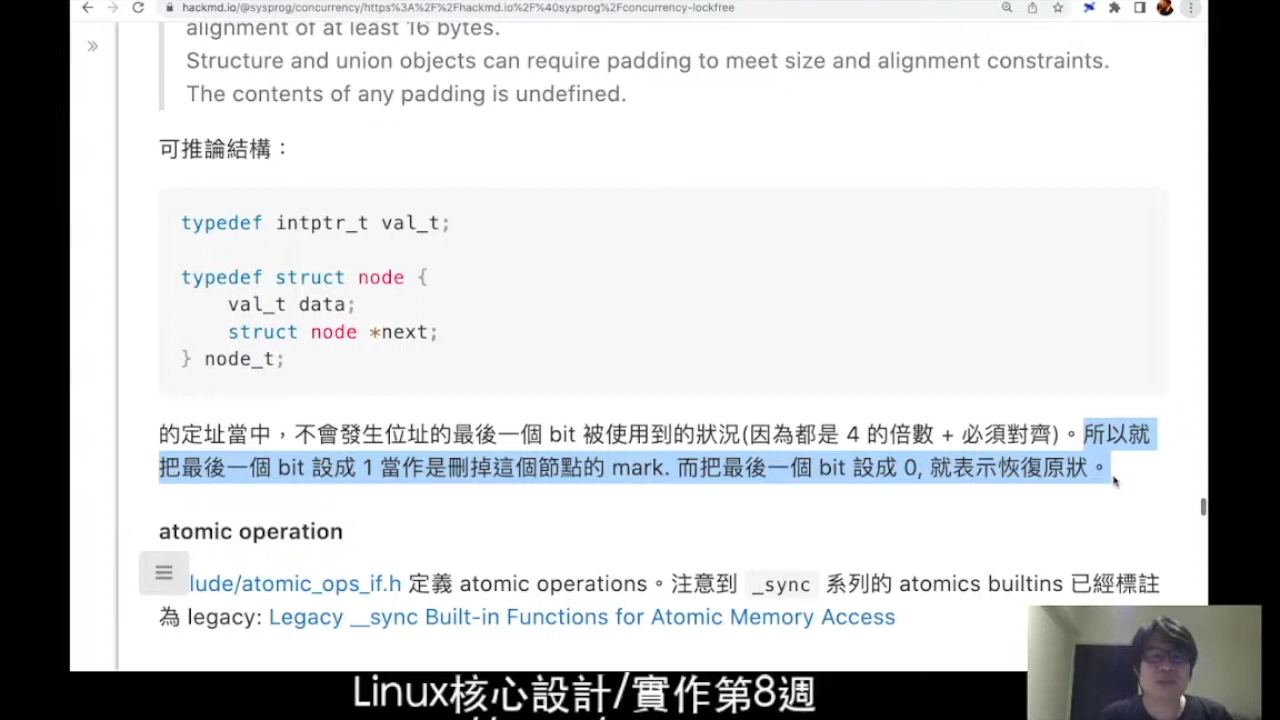 hackmd.io/@sysprog/concurrency/https%3A%2F%2Fhackmd.io%2F%40sysprog%2Fconcurrency-lockfree
alignment of at least 16 bytes.
Structure and union objects can require padding to meet size and alignment constraints.
The contents of any padding is undefined.
可推論結構：
typedef intptr_t val_t;
typedef struct node {
val_t data;
struct node *next;
} node_t;
的定址當中，不會發生位址的最後一個 bit 被使用到的狀況(因為都是 4 的倍數 + 必須對齊)。所以就
把最後一個 bit 設成 1 當作是刪掉這個節點的 mark. 而把最後一個 bit 設成 0, 就表示恢復原狀。
atomic operation
lude/atomic_ops_if.h 定義 atomic operations。注意到 _sync 系列的 atomics builtins 已經標註
為 legacy: Legacy __sync Built-in Functions for Atomic Memory Access
Linux核心設計/實作第8週